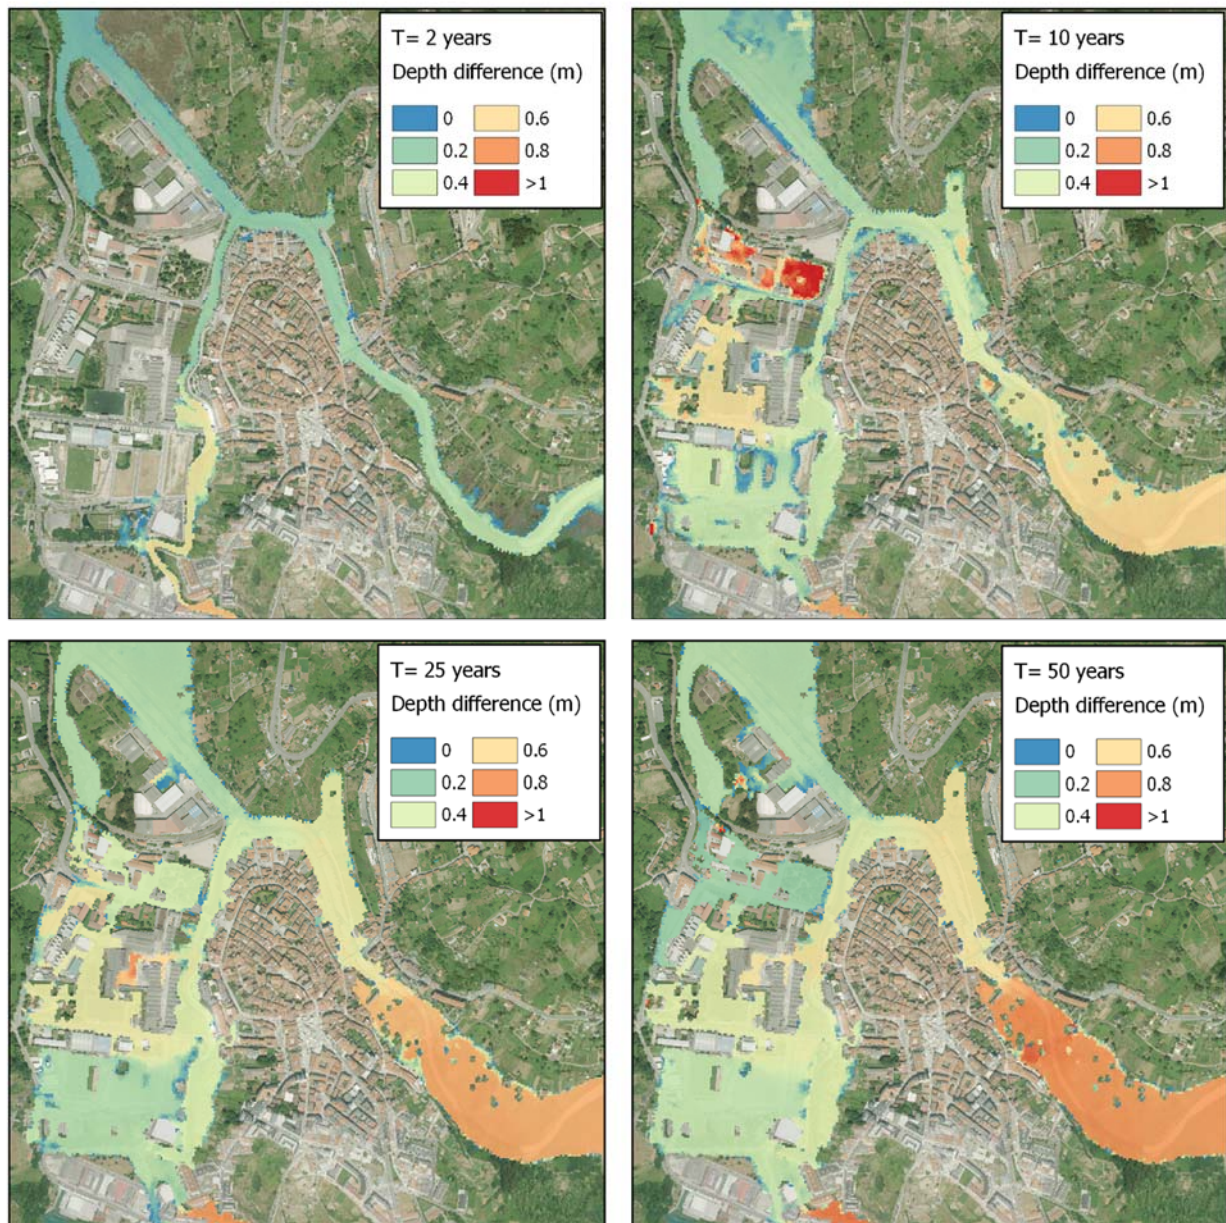 T= 2 years
Depth difference (m)
0 0.6
0.2 0.8
0.4 >1
T= 10 years
Depth difference (m)
0 0.6
0.2 0.8
0.4 >1
T= 25 years
Depth difference (m)
0 0.6
0.2 0.8
0.4 >1
T= 50 years
Depth difference (m)
0 0.6
0.2 0.8
0.4 >1